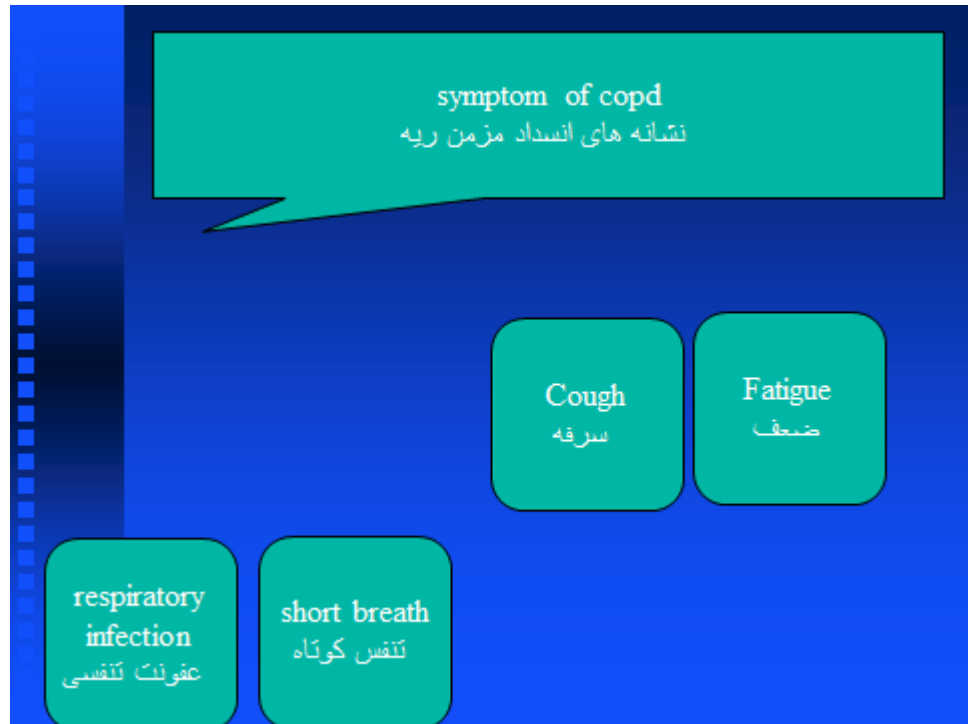 symptom of copd
نشانه های انسداد مزمن ریه
Cough
سرفه
Fatigue
ضعف
respiratory
infection
عفونت تنفسی
short breath
تنفس کوتاه